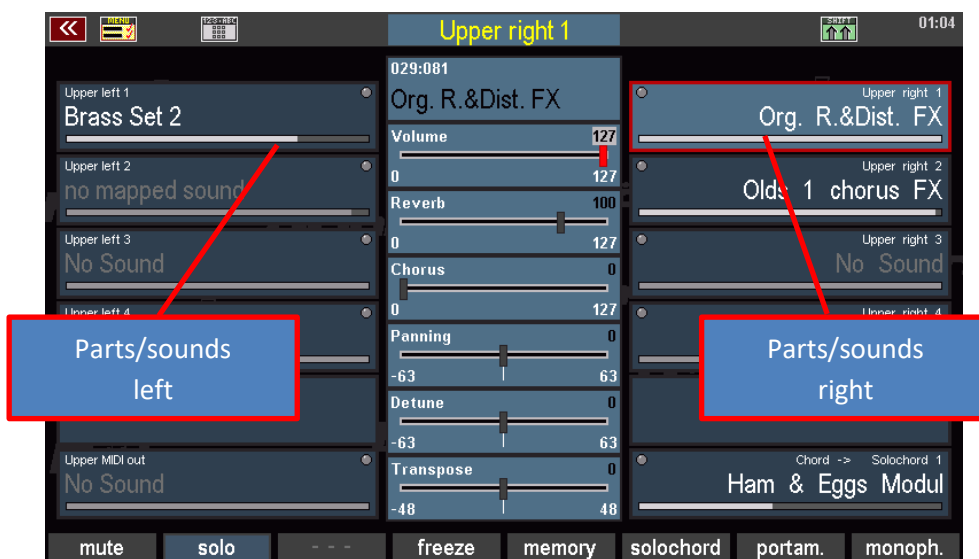 MENU
123-ABC
Upper right 1
SHIFT
01:04
Upper left 1
Brass Set 2
Upper left 2
no mapped sound
Upper left 3
No Sound
Upper left 4
Parts/sounds
left
Upper MIDI out
No Sound
029:081
Org. R.&Dist. FX
Volume 127
0 127
Reverb 100
0 127
Chorus 0
0 127
Panning 0
-63 63
Detune 0
-63 63
Transpose 0
-48 48
Upper right 1
Org. R.&Dist. FX
Upper right 2
Olds 1 chorus FX
Upper right 3
No Sound
Upper right 4
Parts/sounds
right
Chord -> Solochord 1
Ham & Eggs Modul
mute solo - - - freeze memory solochord portam. monoph.